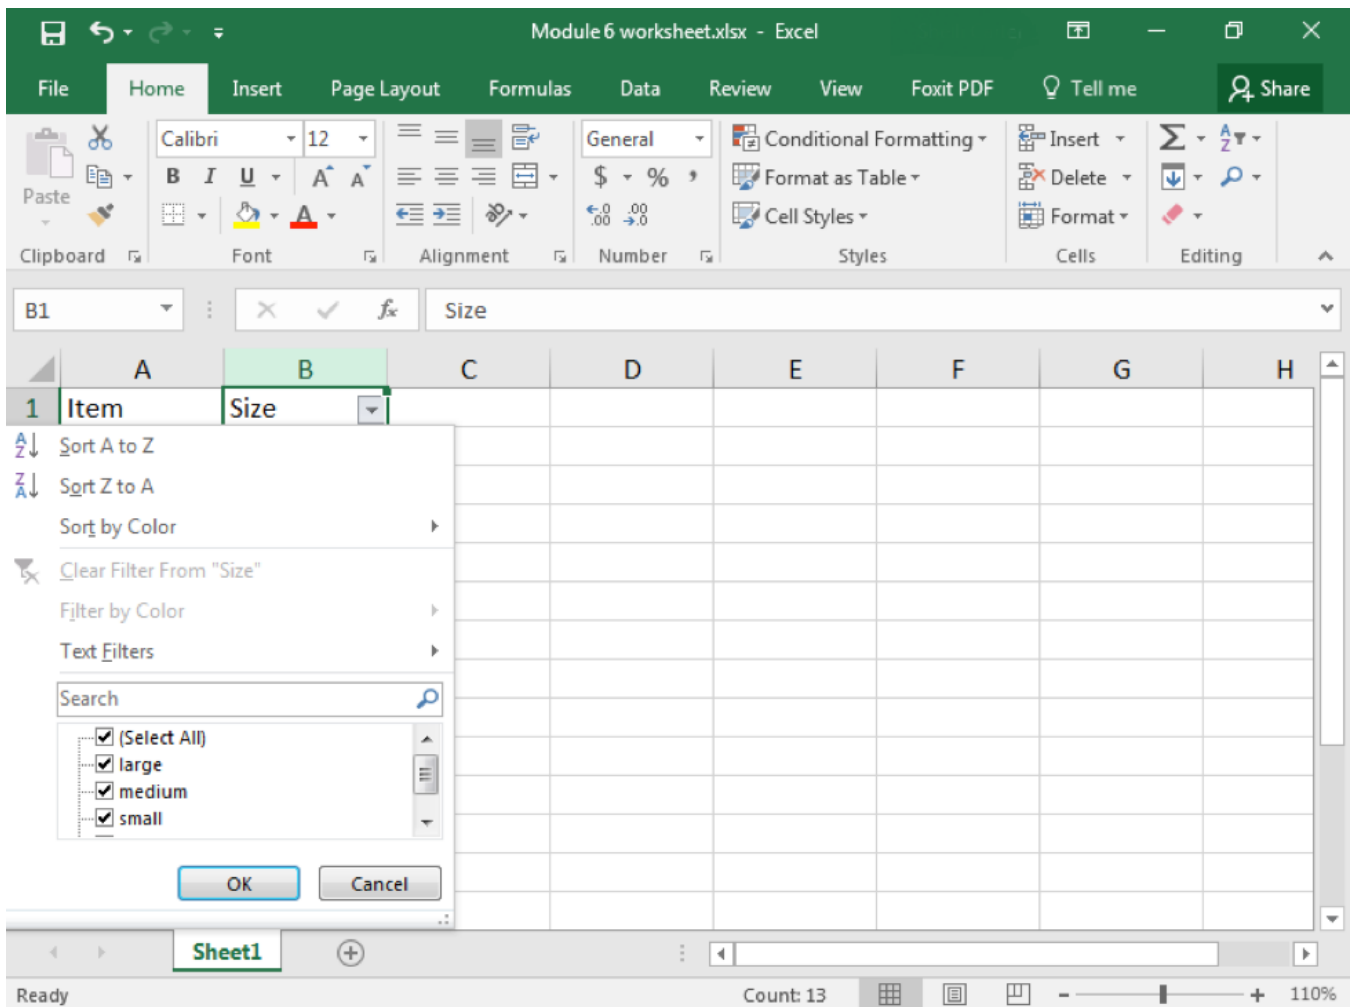 Module 6 worksheet.xlsx - Excel
File Home Insert Page Layout Formulas Data Review View Foxit PDF Tell me Share
Calibri 12 General Conditional Formatting Insert
Paste B I U A A $ % , Format as Table Delete
A .00 .0 Cell Styles Format
Clipboard Font Alignment Number Styles Cells Editing
B1 fx Size
A B C D E F G H
1 Item Size
Sort A to Z
Sort Z to A
Sort by Color
Clear Filter From "Size"
Filter by Color
Text Filters
Search
(Select All)
large
medium
small
OK Cancel
Sheet1
Ready Count: 13 110%